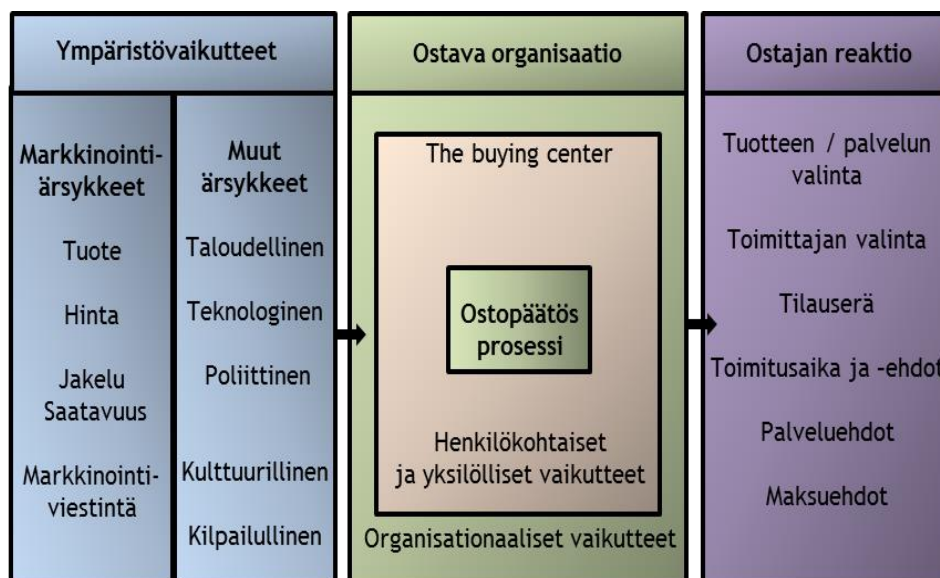 Ympäristövaikutteet
Markkinointi-
ärsykkeet
Tuote
Hinta
Jakelu
Saatavuus
Markkinointi-
viestintä
Muut
ärsykkeet
Taloudellinen
Teknologinen
Poliittinen
Kulttuurillinen
Kilpailullinen
Ostava organisaatio
The buying center
Ostopäätös
prosessi
Henkilökohtaiset
ja yksilölliset vaikutteet
Organisationaaliset vaikutteet
Ostajan reaktio
Tuotteen / palvelun
valinta
Toimittajan valinta
Tilauserä
Toimitusaika ja -ehdot
Palveluehdot
Maksuehdot